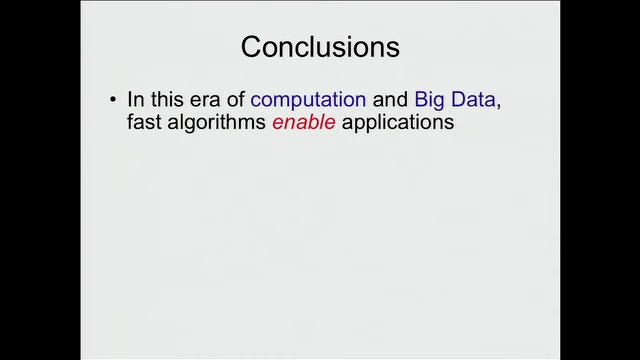 Conclusions
• In this era of computation and Big Data,
fast algorithms enable applications